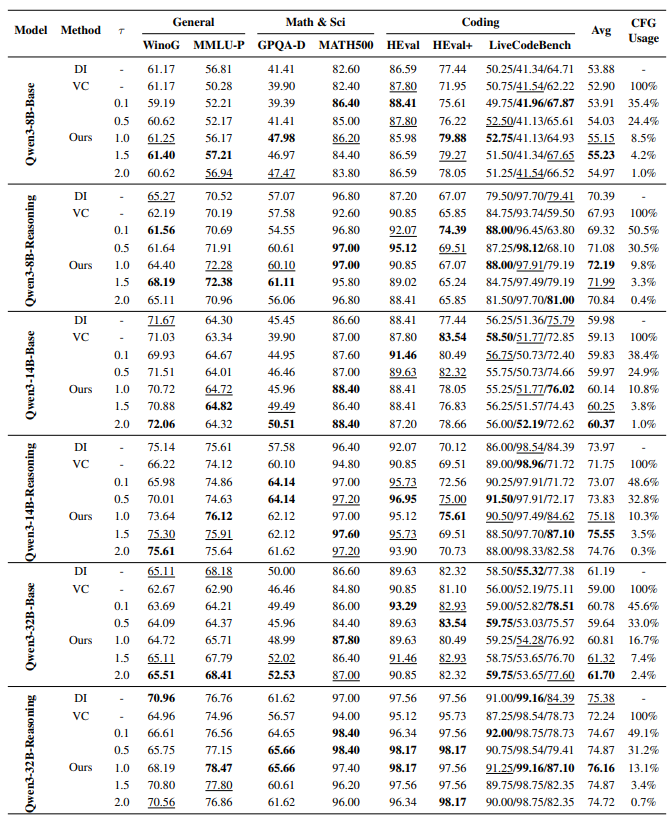 Model Method τ General Math & Sci Coding Avg CFG Usage
WinoG MMLU-P GPQA-D MATH500 HEval HEval+ LiveCodeBench
Qwen3-8B-Base
DI - 61.17 56.81 41.41 82.60 86.59 77.44 50.25/41.34/64.71 53.88 -
VC - 61.17 50.28 39.90 82.40 87.80 71.95 50.75/41.54/62.22 52.90 100%
0.1 59.19 52.21 39.39 86.40 88.41 75.61 49.75/41.96/67.87 53.91 35.4%
0.5 60.62 52.17 41.41 85.00 87.80 76.22 52.50/41.13/65.61 54.03 24.4%
Ours 1.0 61.25 56.17 47.98 86.20 85.98 79.88 52.75/41.13/64.93 55.15 8.5%
1.5 61.40 57.21 46.97 84.40 86.59 79.27 51.50/41.34/67.65 55.23 4.2%
2.0 60.62 56.94 47.47 83.80 86.59 78.05 51.25/41.54/66.52 54.97 1.0%
Qwen3-8B-Reasoning
DI - 65.27 70.52 57.07 96.80 87.20 67.07 79.50/97.70/79.41 70.39 -
VC - 62.19 70.19 57.58 92.60 90.85 65.85 84.75/93.74/59.50 67.93 100%
0.1 61.56 70.69 54.55 96.80 92.07 74.39 88.00/96.45/63.80 69.32 50.5%
0.5 61.64 71.91 60.61 97.00 95.12 69.51 87.25/98.12/68.10 71.08 30.5%
Ours 1.0 64.40 72.28 60.10 97.00 90.85 67.07 88.00/97.91/79.19 72.19 9.8%
1.5 68.19 72.38 61.11 95.80 89.02 65.24 84.75/97.49/79.19 71.99 3.3%
2.0 65.11 70.96 56.06 96.80 88.41 65.85 81.50/97.70/81.00 70.84 0.4%
Qwen3-14B-Base
DI - 71.67 64.30 45.45 86.60 88.41 77.44 56.25/51.36/75.79 59.98 -
VC - 71.03 63.34 39.90 87.00 87.80 83.54 58.50/51.77/72.85 59.13 100%
0.1 69.93 64.67 44.95 87.60 91.46 80.49 56.75/50.73/72.40 59.83 38.4%
0.5 71.51 64.01 46.46 87.00 89.63 82.32 55.75/50.73/74.66 59.97 24.9%
Ours 1.0 70.72 64.72 45.96 88.40 88.41 78.05 55.25/51.77/76.02 60.14 10.8%
1.5 70.88 64.82 49.49 86.40 88.41 76.83 56.25/51.57/74.43 60.25 3.8%
2.0 72.06 64.32 50.51 88.40 87.20 78.66 56.00/52.19/72.62 60.37 1.0%
Qwen3-14B-Reasoning
DI - 75.14 75.61 57.58 96.40 92.07 70.12 86.00/98.54/84.39 73.97 -
VC - 66.22 74.12 60.10 94.80 90.85 69.51 89.00/98.96/71.72 71.75 100%
0.1 65.98 74.86 64.14 97.00 95.73 72.56 90.25/97.91/71.72 73.07 48.6%
0.5 70.01 74.63 64.14 97.20 96.95 75.00 91.50/97.91/72.17 73.83 32.8%
Ours 1.0 73.64 76.12 62.12 97.00 95.12 75.61 90.50/97.49/84.62 75.18 10.3%
1.5 75.30 75.91 62.12 97.60 95.73 69.51 88.50/97.70/87.10 75.55 3.5%
2.0 75.61 75.64 61.62 97.20 93.90 70.73 88.00/98.33/82.58 74.76 0.3%
Qwen3-32B-Base
DI - 65.11 68.18 50.00 86.60 89.63 82.32 58.50/55.32/77.38 61.19 -
VC - 62.67 62.90 46.46 84.80 90.85 81.10 56.00/52.19/75.11 59.00 100%
0.1 63.69 64.21 49.49 86.00 93.29 82.93 59.00/52.82/78.51 60.78 45.6%
0.5 64.09 64.37 45.96 84.40 89.63 83.54 59.75/53.03/75.57 59.64 33.0%
Ours 1.0 64.72 65.71 48.99 87.80 89.63 80.49 59.25/54.28/76.92 60.81 16.7%
1.5 65.11 67.79 52.02 86.40 91.46 82.93 58.75/53.65/76.70 61.32 7.4%
2.0 65.51 68.41 52.53 87.00 90.85 82.32 59.75/53.65/77.60 61.70 2.4%
Qwen3-32B-Reasoning
DI - 70.96 76.76 61.62 97.00 97.56 97.56 91.00/99.16/84.39 75.38 -
VC - 64.96 74.96 56.57 94.00 95.12 95.73 87.25/98.54/78.73 72.24 100%
0.1 66.61 76.56 64.65 98.40 96.34 97.56 92.00/98.75/78.73 74.67 49.1%
0.5 65.75 77.15 65.66 98.40 98.17 98.17 90.75/98.54/79.41 74.87 31.2%
Ours 1.0 68.19 78.47 65.66 97.40 98.17 97.56 91.25/99.16/87.10 76.16 13.1%
1.5 70.80 77.80 60.61 96.20 97.56 97.56 89.75/98.75/82.35 74.87 3.4%
2.0 70.56 76.86 61.62 96.00 96.34 98.17 90.00/98.75/82.35 74.72 0.7%